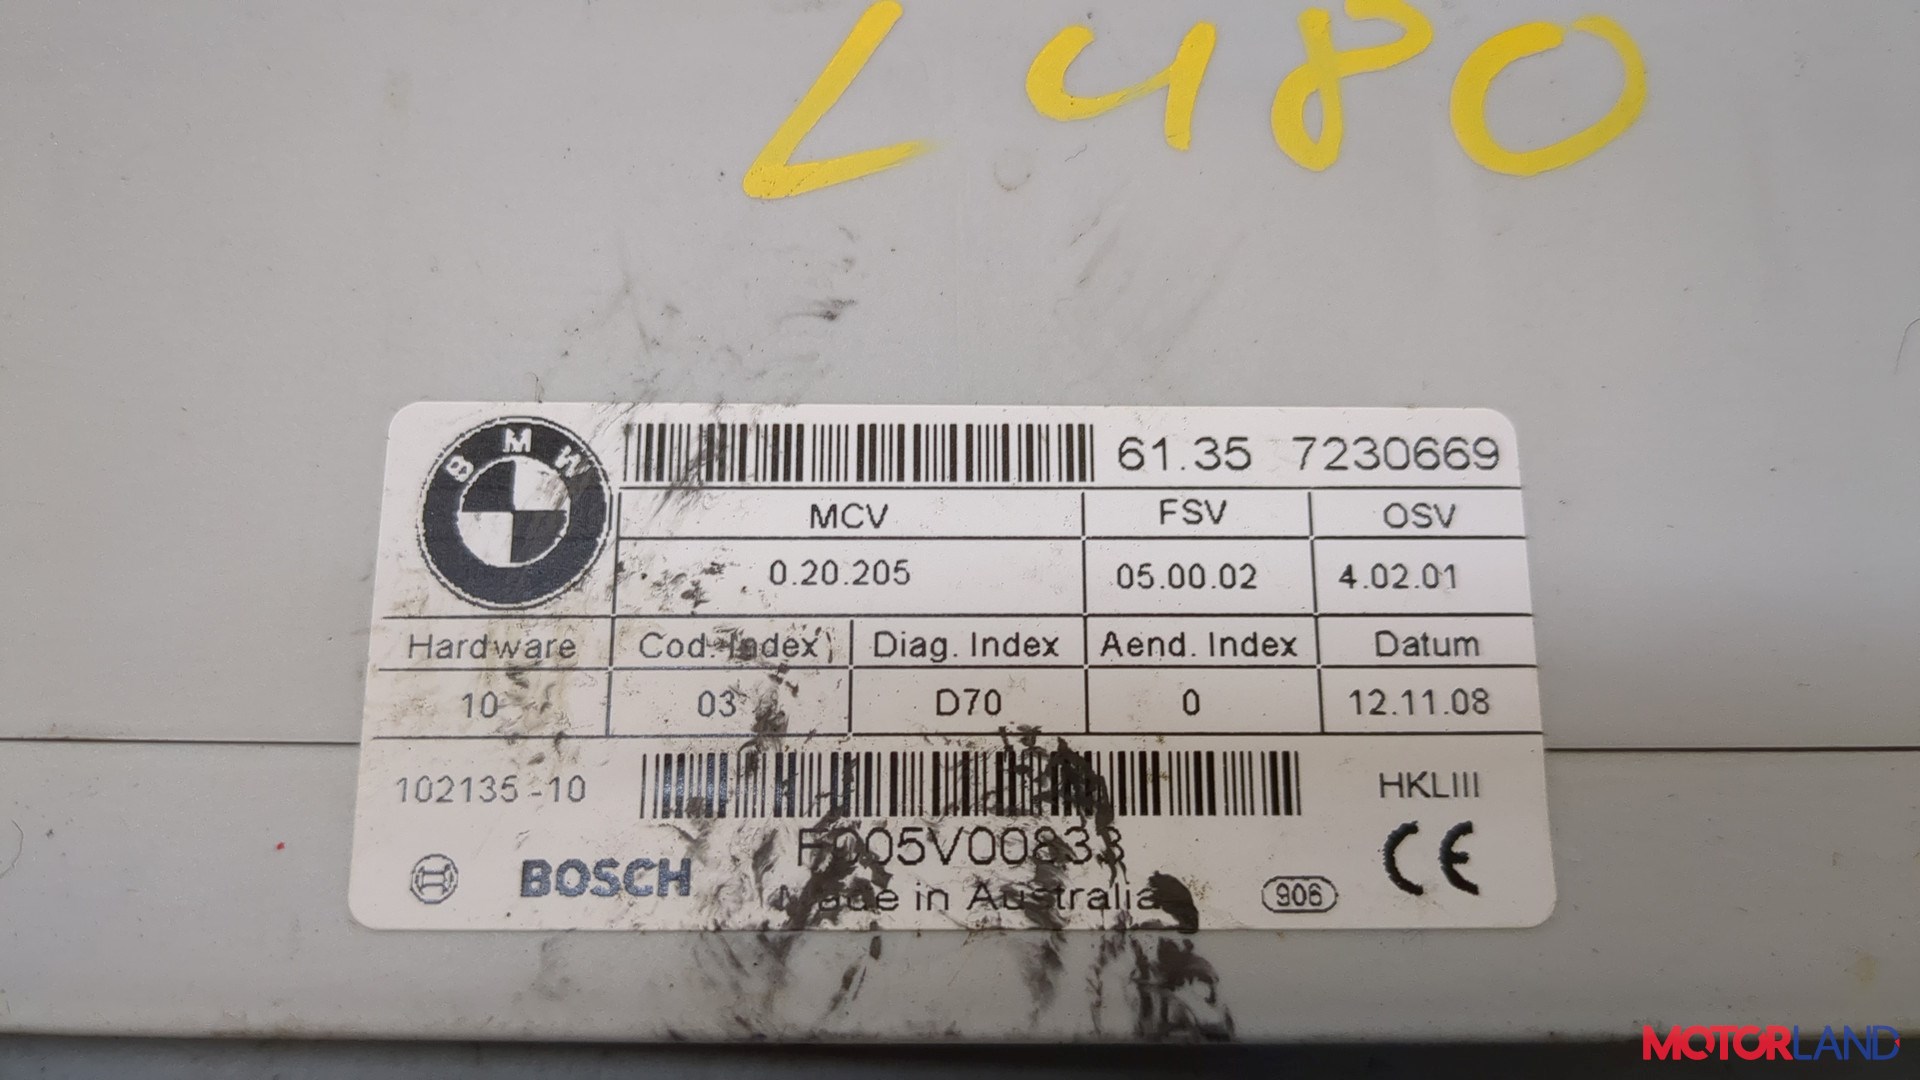 L480
BMW
61.35 7230669
MCV FSV OSV
0.20.205 05.00.02 4.02.01
Hardware Cod. Index Diag. Index Aend. Index Datum
10 03 D70 0 12.11.08
102135-10 HKLIII
F005V00833
BOSCH Made in Australia 906 CE
MOTORLAND